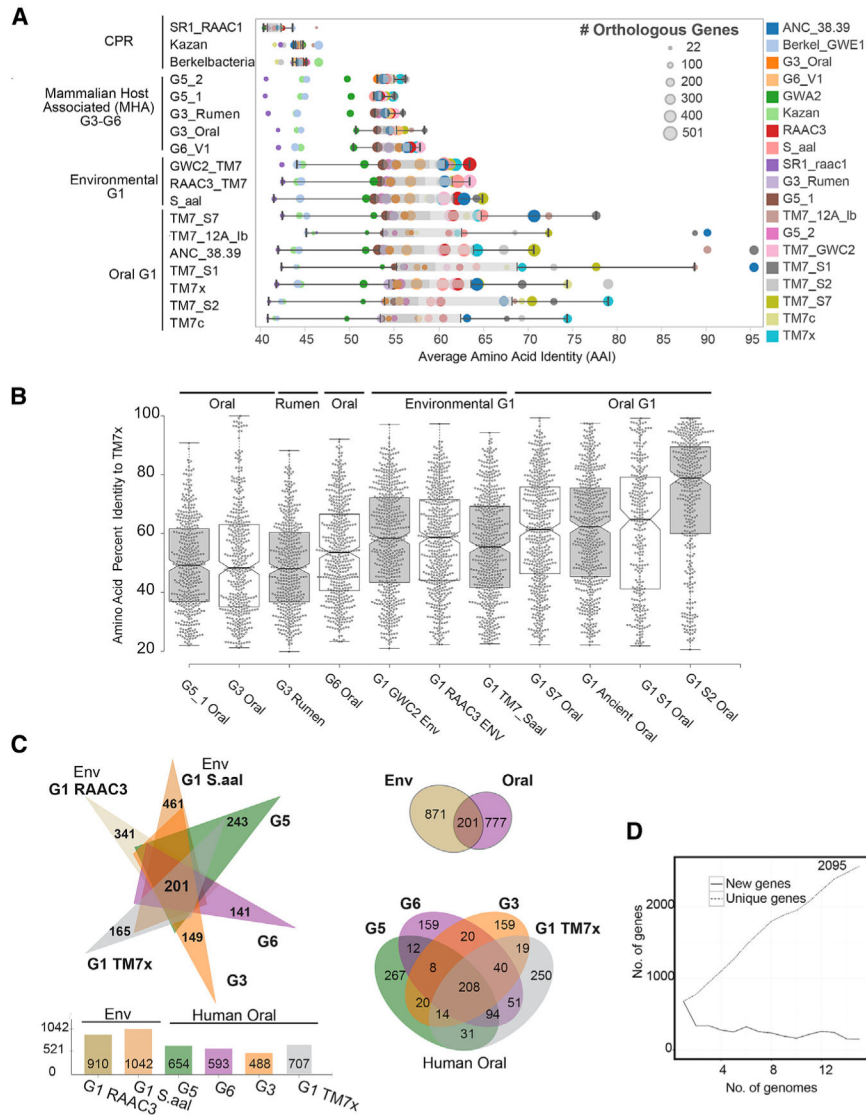 A
CPR
SR1_RAAC1
Kazan
Berkelbacteria
Mammalian Host
Associated (MHA)
G3-G6
G5_2
G5_1
G3_Rumen
G3_Oral
G6_V1
Environmental
G1
GWC2_TM7
RAAC3_TM7
S_aal
Oral G1
TM7_S7
TM7_12A_Ib
ANC_38.39
TM7_S1
TM7x
TM7_S2
TM7c
# Orthologous Genes
22
100
200
300
400
501
40 45 50 55 60 65 70 75 80 85 90 95
Average Amino Acid Identity (AAI)
ANC_38.39
Berkel_GWE1
G3_Oral
G6_V1
GWA2
Kazan
RAAC3
S_aal
SR1_raac1
G3_Rumen
G5_1
TM7_12A_Ib
G5_2
TM7_GWC2
TM7_S1
TM7_S2
TM7_S7
TM7c
TM7x
B
Oral Rumen Oral Environmental G1 Oral G1
Amino Acid Percent Identity to TM7x
100
80
60
40
20
G5_1 Oral
G3 Oral
G3 Rumen
G6 Oral
G1 GWC2 Env
G1 RAAC3 ENV
G1 TM7_Saal
G1 S7 Oral
G1 Ancient Oral
G1 S1 Oral
G1 S2 Oral
C
Env
G1 RAAC3
Env
G1 S.aal
G5
G6
G3
G1 TM7x
461
341
243
201
141
165
149
Env Human Oral
1042
521
0
910 1042 654 593 488 707
G1 RAAC3
G1 S.aal
G5
G6
G3
G1 TM7x
Env Oral
871 201 777
G5
G6
G3
G1 TM7x
159 20 159
12 19
267 8 40 250
208
20 51
14 94
31
Human Oral
D
2095
New genes
Unique genes
No. of genes
2000
1000
0
4 8 12
No. of genomes